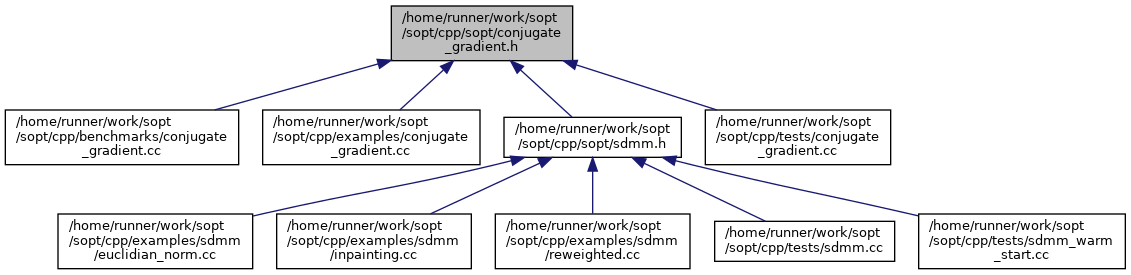 /home/runner/work/sopt
/sopt/cpp/sopt/conjugate
_gradient.h
/home/runner/work/sopt
/sopt/cpp/benchmarks/conjugate
_gradient.cc
/home/runner/work/sopt
/sopt/cpp/examples/conjugate
_gradient.cc
/home/runner/work/sopt
/sopt/cpp/sopt/sdmm.h
/home/runner/work/sopt
/sopt/cpp/tests/conjugate
_gradient.cc
/home/runner/work/sopt
/sopt/cpp/examples/sdmm
/euclidian_norm.cc
/home/runner/work/sopt
/sopt/cpp/examples/sdmm
/inpainting.cc
/home/runner/work/sopt
/sopt/cpp/examples/sdmm
/reweighted.cc
/home/runner/work/sopt
/sopt/cpp/tests/sdmm.cc
/home/runner/work/sopt
/sopt/cpp/tests/sdmm_warm
_start.cc